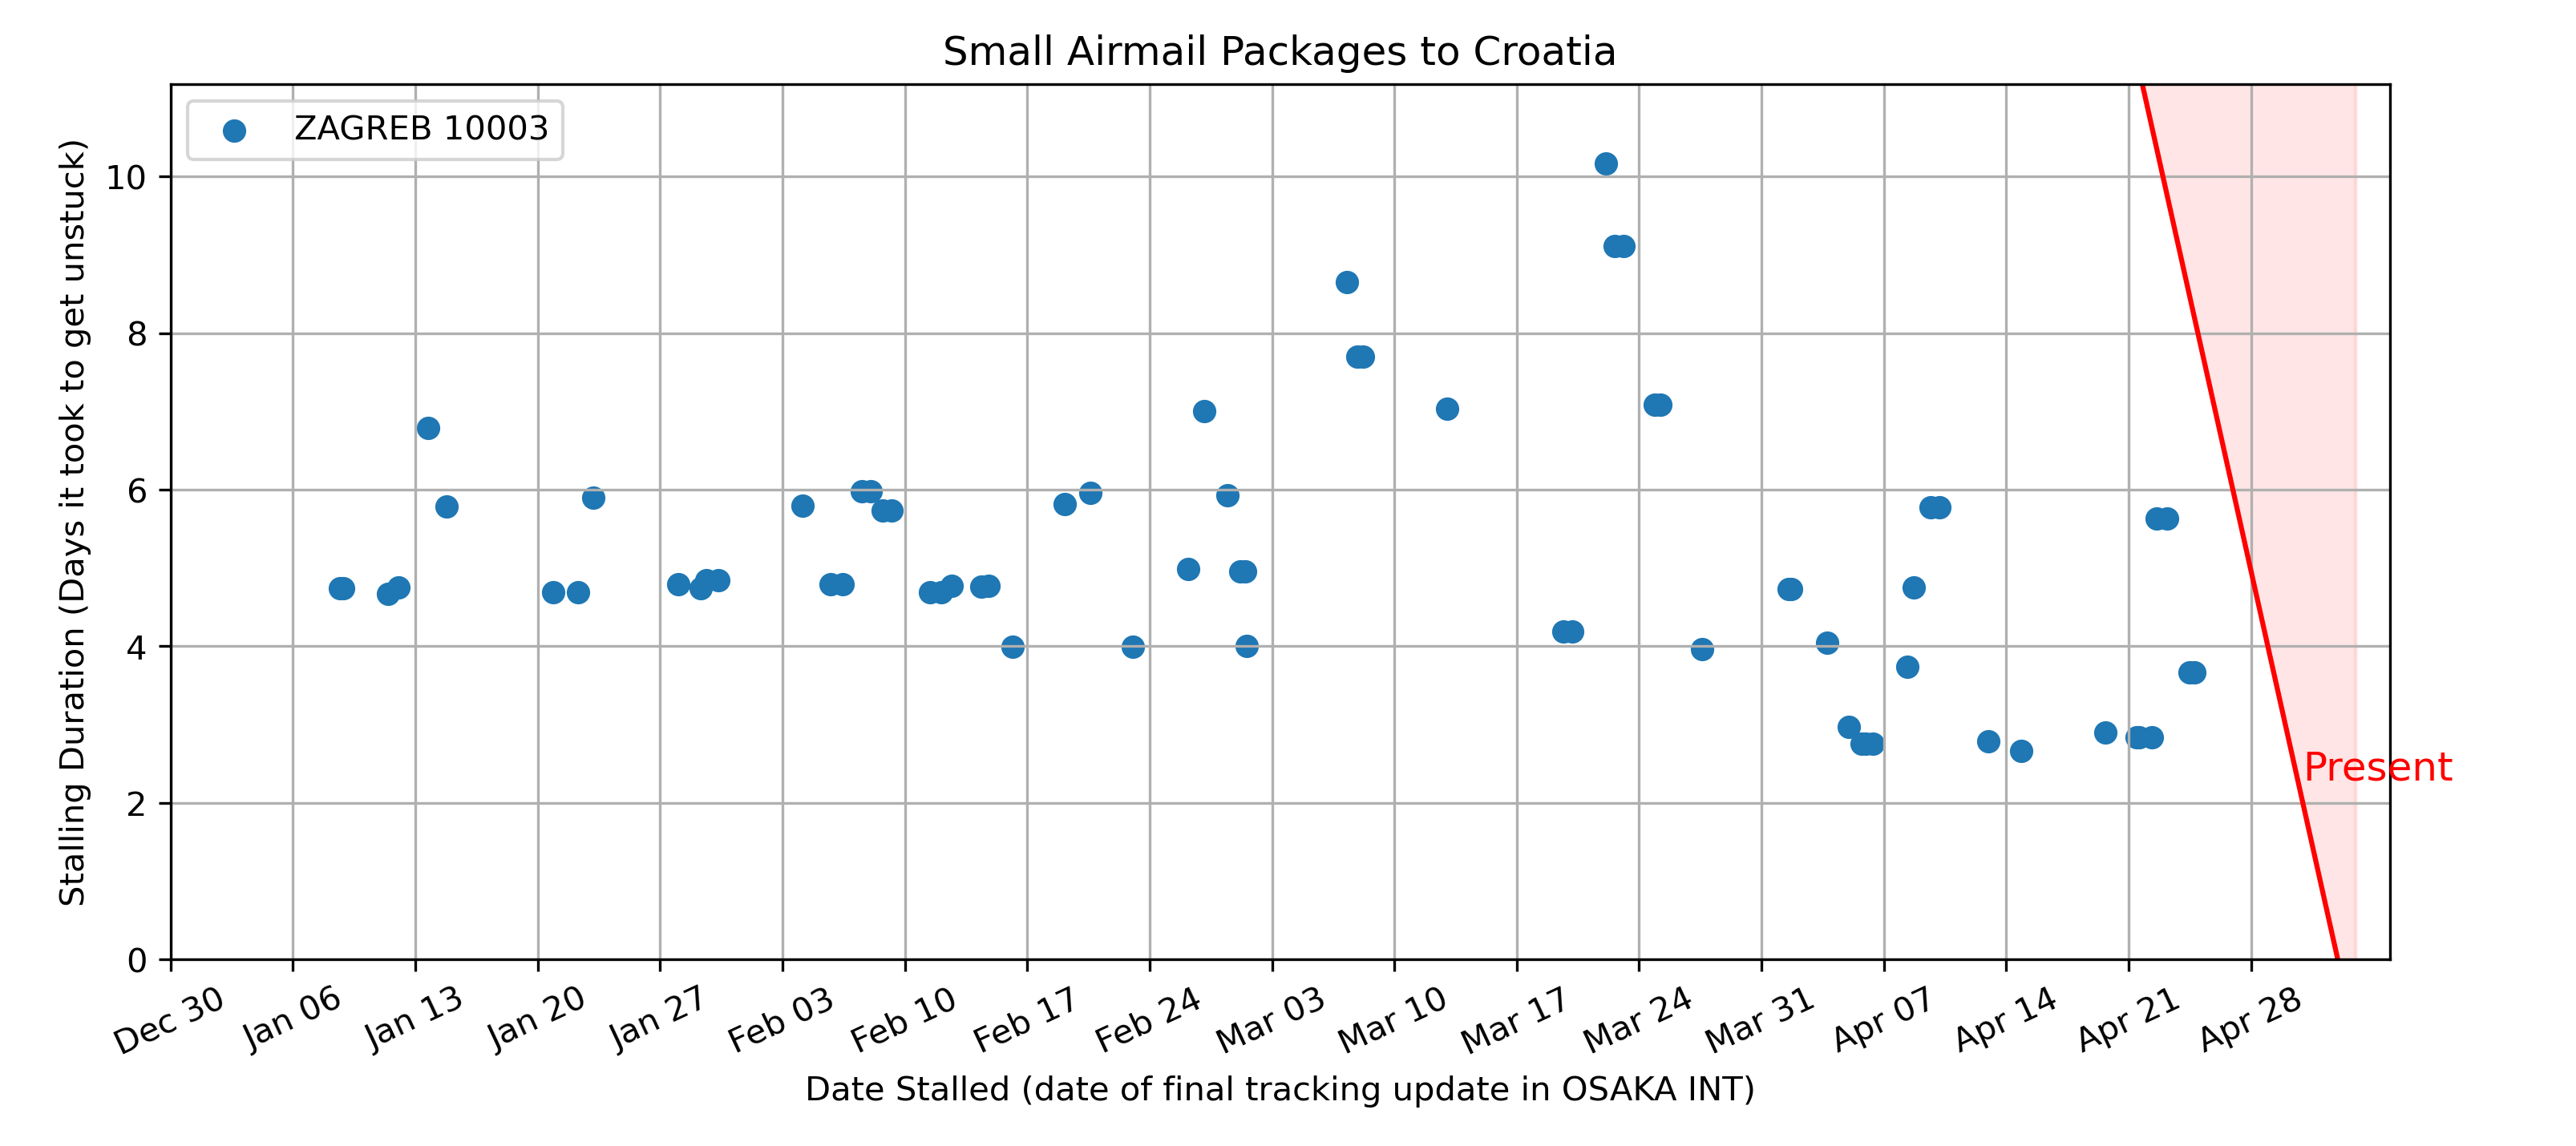 Small Airmail Packages to Croatia
ZAGREB 10003
Stalling Duration (Days it took to get unstuck)
10
8
6
4
2
0
Present
Dec 30
Jan 06
Jan 13
Jan 20
Jan 27
Feb 03
Feb 10
Feb 17
Feb 24
Mar 03
Mar 10
Mar 17
Mar 24
Mar 31
Apr 07
Apr 14
Apr 21
Apr 28
Date Stalled (date of final tracking update in OSAKA INT)